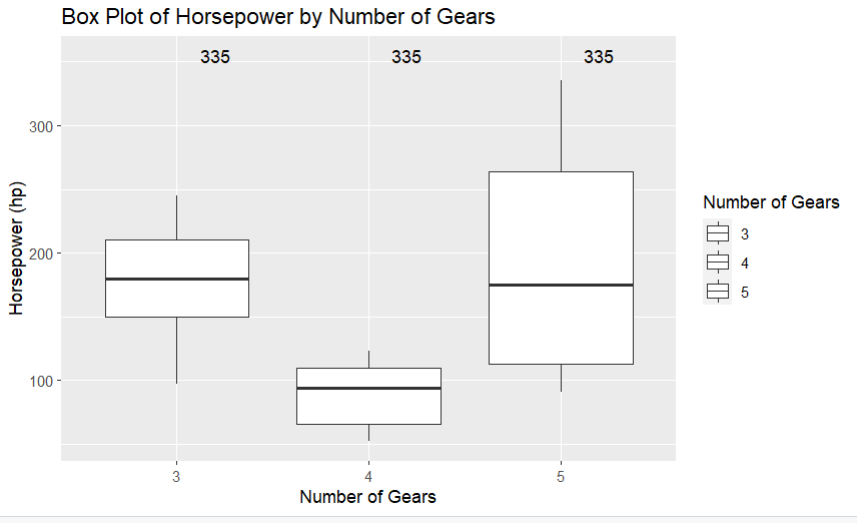 Box Plot of Horsepower by Number of Gears
335 335 335
300
200
100
Horsepower (hp)
3 4 5
Number of Gears
Number of Gears
3
4
5